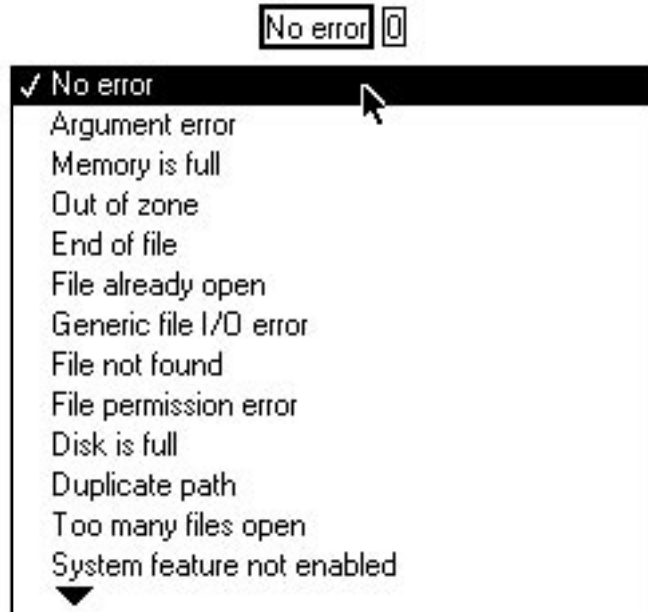 No error 0
✓ No error
Argument error
Memory is full
Out of zone
End of file
File already open
Generic file I/O error
File not found
File permission error
Disk is full
Duplicate path
Too many files open
System feature not enabled